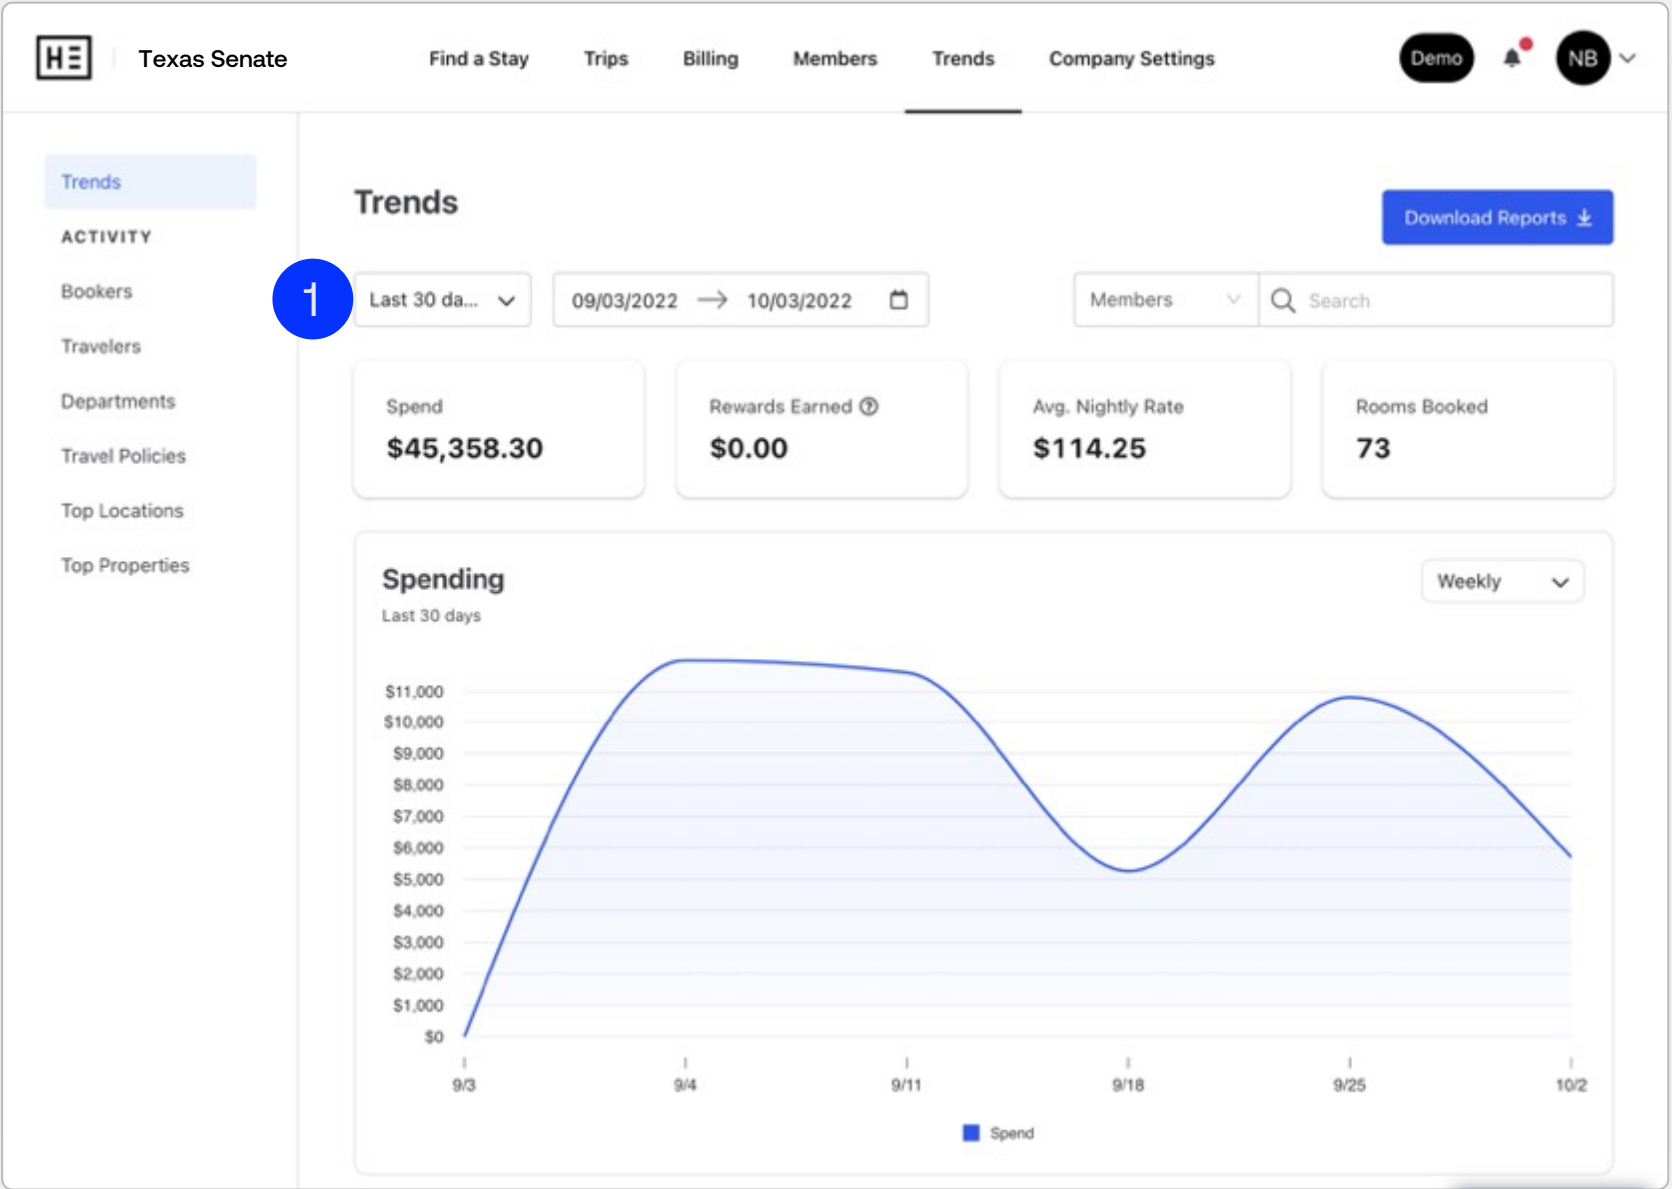 HE Texas Senate Find a Stay Trips Billing Members Trends Company Settings Demo NB
Trends
ACTIVITY
Bookers
Travelers
Departments
Travel Policies
Top Locations
Top Properties
Trends
Download Reports
1 Last 30 da... 09/03/2022 → 10/03/2022 Members Search
Spend
$45,358.30
Rewards Earned ?
$0.00
Avg. Nightly Rate
$114.25
Rooms Booked
73
Spending
Weekly
Last 30 days
$11,000
$10,000
$9,000
$8,000
$7,000
$6,000
$5,000
$4,000
$3,000
$2,000
$1,000
$0
9/3 9/4 9/11 9/18 9/25 10/2
Spend